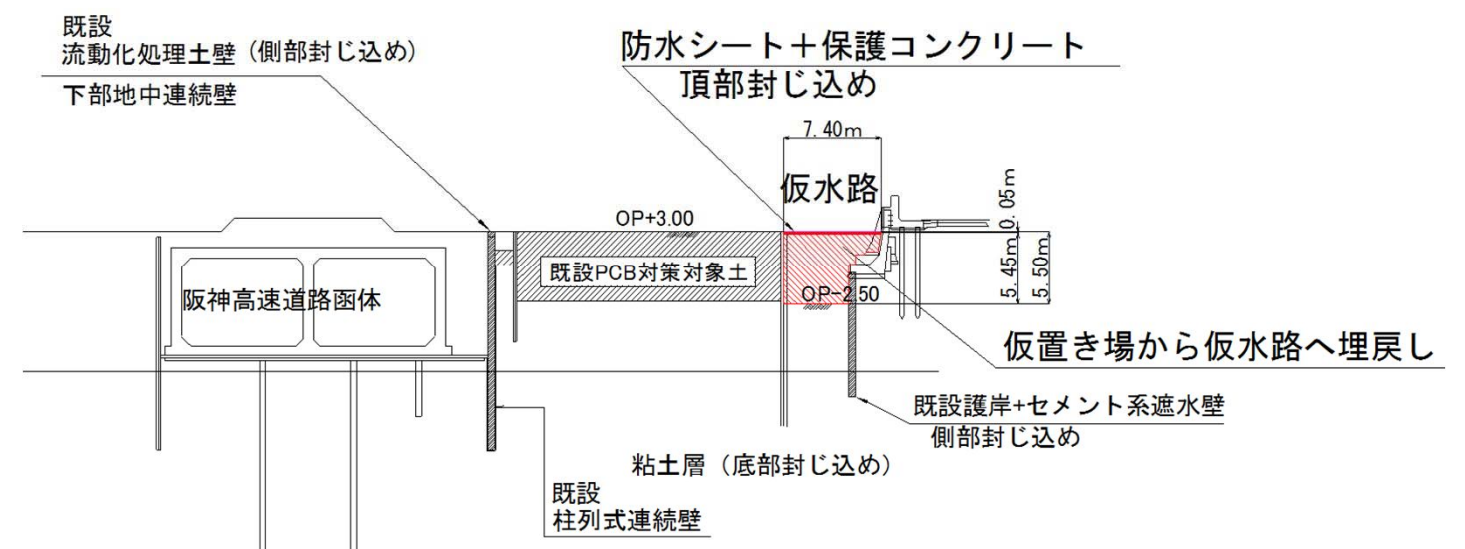 既設
流動化処理土壁（側部封じ込め）
下部地中連続壁
防水シート＋保護コンクリート
頂部封じ込め
7.40m
仮水路
OP+3.00
0.05m
5.45m
5.50m
既設PCB対策対象土
阪神高速道路函体
OP-2.50
仮置き場から仮水路へ埋戻し
既設護岸+セメント系遮水壁
側部封じ込め
粘土層（底部封じ込め）
既設
柱列式連続壁